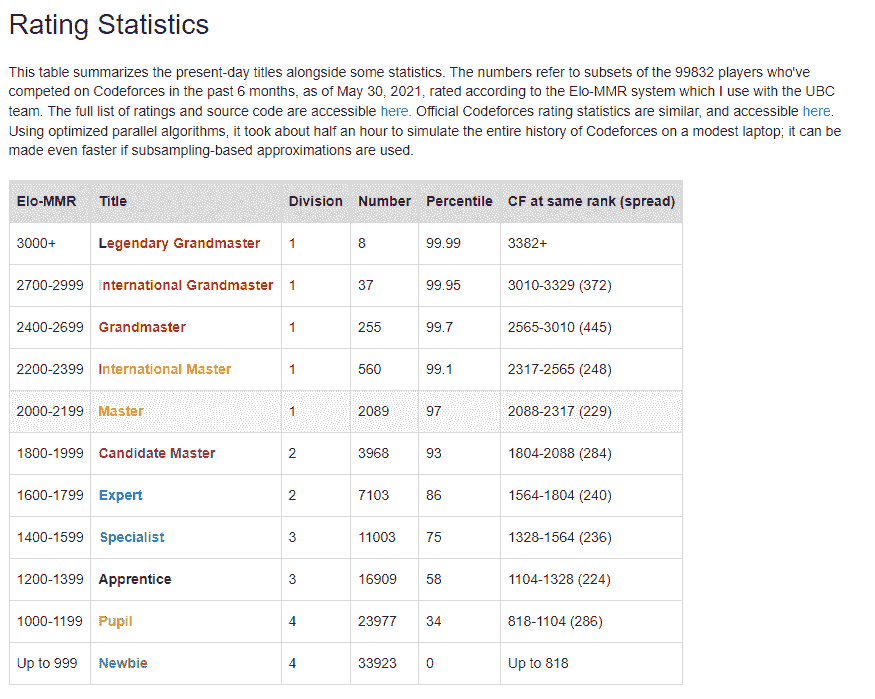 Rating Statistics
This table summarizes the present-day titles alongside some statistics. The numbers refer to subsets of the 99832 players who've
competed on Codeforces in the past 6 months, as of May 30, 2021, rated according to the Elo-MMR system which I use with the UBC
team. The full list of ratings and source code are accessible here. Official Codeforces rating statistics are similar, and accessible here.
Using optimized parallel algorithms, it took about half an hour to simulate the entire history of Codeforces on a modest laptop; it can be
made even faster if subsampling-based approximations are used.
Elo-MMR Title Division Number Percentile CF at same rank (spread)
3000+ Legendary Grandmaster 1 8 99.99 3382+
2700-2999 International Grandmaster 1 37 99.95 3010-3329 (372)
2400-2699 Grandmaster 1 255 99.7 2565-3010 (445)
2200-2399 International Master 1 560 99.1 2317-2565 (248)
2000-2199 Master 1 2089 97 2088-2317 (229)
1800-1999 Candidate Master 2 3968 93 1804-2088 (284)
1600-1799 Expert 2 7103 86 1564-1804 (240)
1400-1599 Specialist 3 11003 75 1328-1564 (236)
1200-1399 Apprentice 3 16909 58 1104-1328 (224)
1000-1199 Pupil 4 23977 34 818-1104 (286)
Up to 999 Newbie 4 33923 0 Up to 818